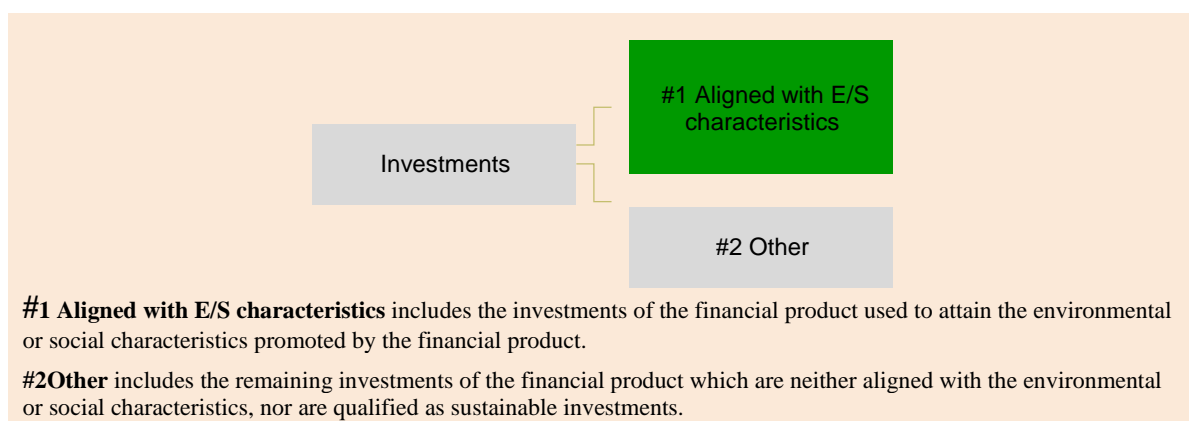 #1 Aligned with E/S
characteristics
Investments
#2 Other
#1 Aligned with E/S characteristics includes the investments of the financial product used to attain the environmental
or social characteristics promoted by the financial product.
#2Other includes the remaining investments of the financial product which are neither aligned with the environmental
or social characteristics, nor are qualified as sustainable investments.